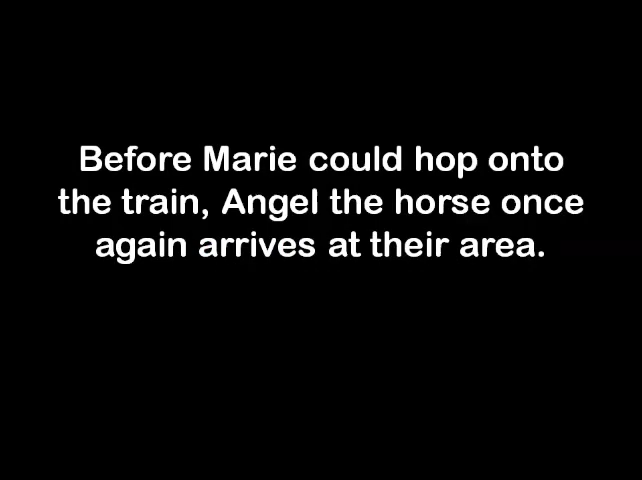 Before Marie could hop onto
the train, Angel the horse once
again arrives at their area.